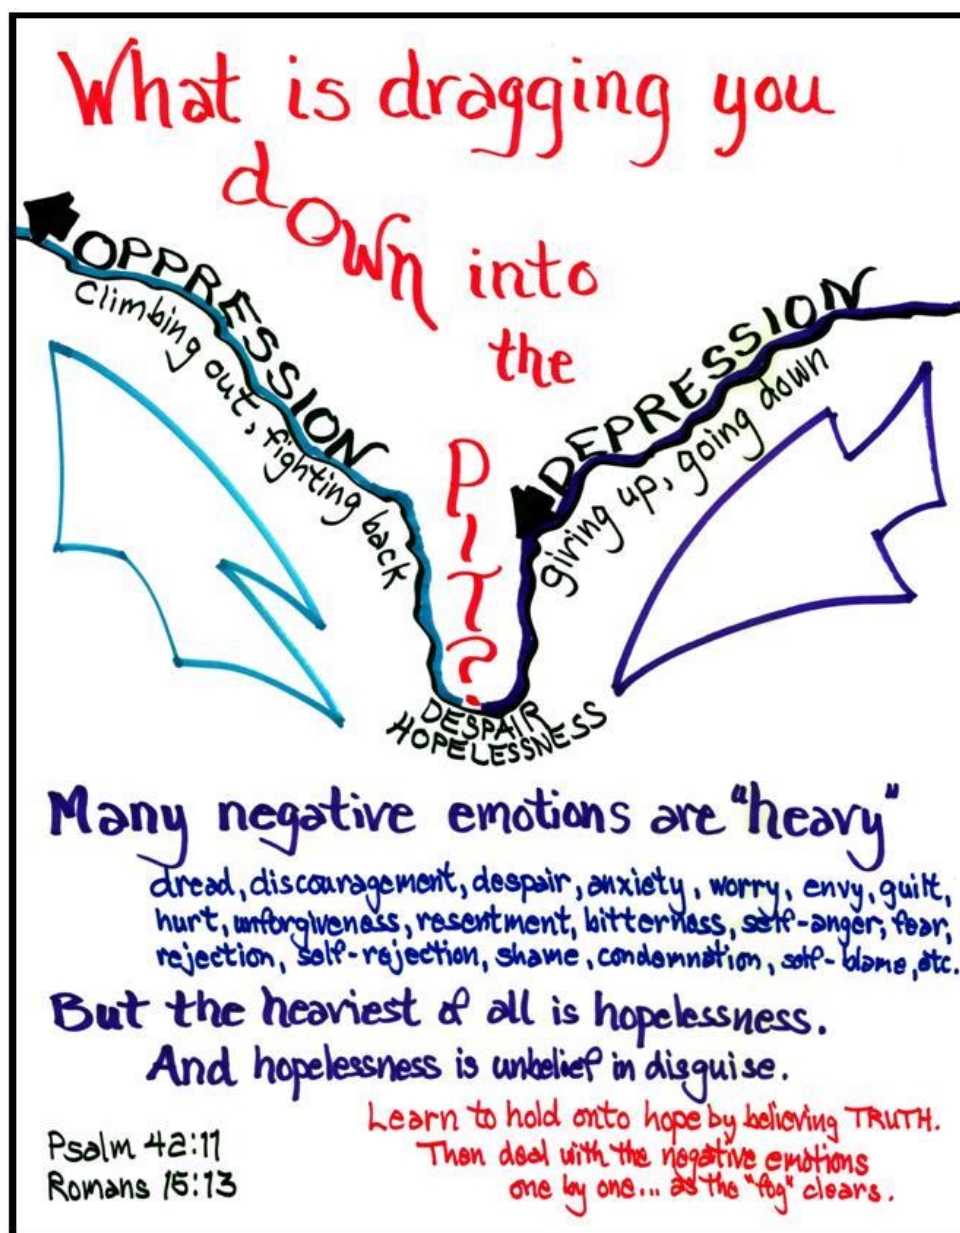 What is dragging you
down into
the
PIT?
OPPRESSION
Climbing out, fighting back
DEPRESSION
giving up, going down
DESPAIR
HOPELESSNESS
Many negative emotions are "heavy"
dread, discouragement, despair, anxiety, worry, envy, guilt,
hurt, unforgiveness, resentment, bitterness, self-anger, fear,
rejection, self-rejection, shame, condemnation, self-blame, etc.
But the heaviest of all is hopelessness.
And hopelessness is unbelief in disguise.
Learn to hold onto hope by believing TRUTH.
Then deal with the negative emotions
one by one... as the "fog" clears.
Psalm 42:11
Romans 15:13